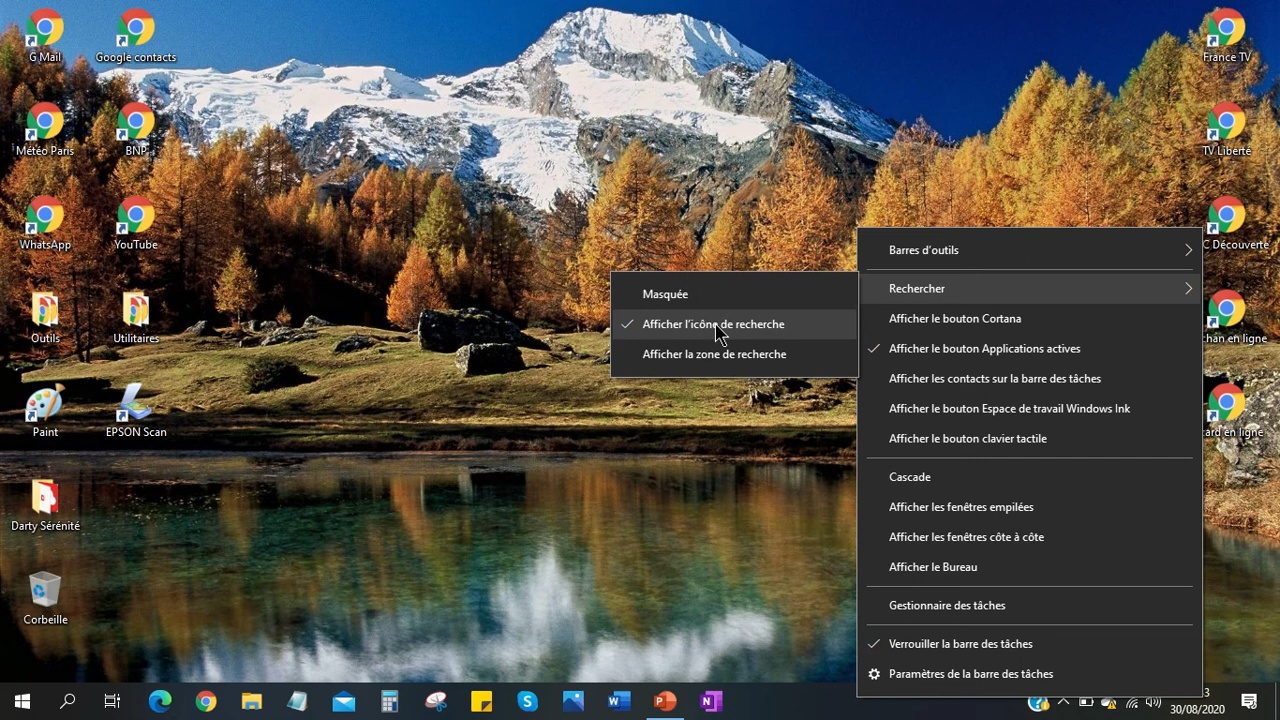 G Mail
Google contacts
Météo Paris
BNP
WhatsApp
YouTube
Outils
Utilitaires
Paint
EPSON Scan
Darty Sérénité
Corbeille
France TV
TV Liberté
C Découverte
chan en ligne
card en ligne
Masquée
Afficher l'icône de recherche
Afficher la zone de recherche
Barres d'outils
Rechercher
Afficher le bouton Cortana
Afficher le bouton Applications actives
Afficher les contacts sur la barre des tâches
Afficher le bouton Espace de travail Windows Ink
Afficher le bouton clavier tactile
Cascade
Afficher les fenêtres empilées
Afficher les fenêtres côte à côte
Afficher le Bureau
Gestionnaire des tâches
Verrouiller la barre des tâches
Paramètres de la barre des tâches
3
30/08/2020